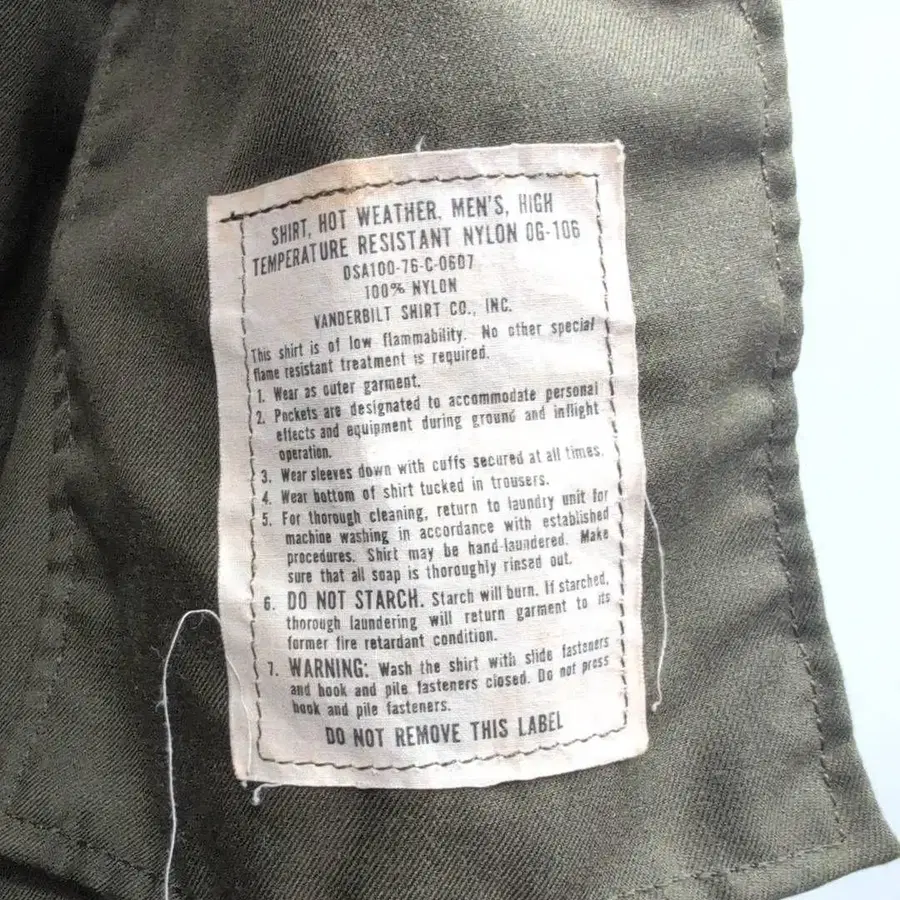 SHIRT, HOT WEATHER, MEN'S, HIGH
TEMPERATURE RESISTANT NYLON OG-106
DSA100-76-C-0607
100% NYLON
VANDERBILT SHIRT CO., INC.
This shirt is of low flammability. No other special
flame resistant treatment is required.
1. Wear as outer garment.
2. Pockets are designated to accommodate personal
effects and equipment during ground and inflight
operation.
3. Wear sleeves down with cuffs secured at all times.
4. Wear bottom of shirt tucked in trousers.
5. For thorough cleaning, return to laundry unit for
machine washing in accordance with established
procedures. Shirt may be hand-laundered. Make
sure that all soap is thoroughly rinsed out.
6. DO NOT STARCH. Starch will burn. If starched,
thorough laundering will return garment to its
former fire retardant condition.
7. WARNING: Wash the shirt with slide fasteners
and hook and pile fasteners closed. Do not press
hook and pile fasteners.
DO NOT REMOVE THIS LABEL